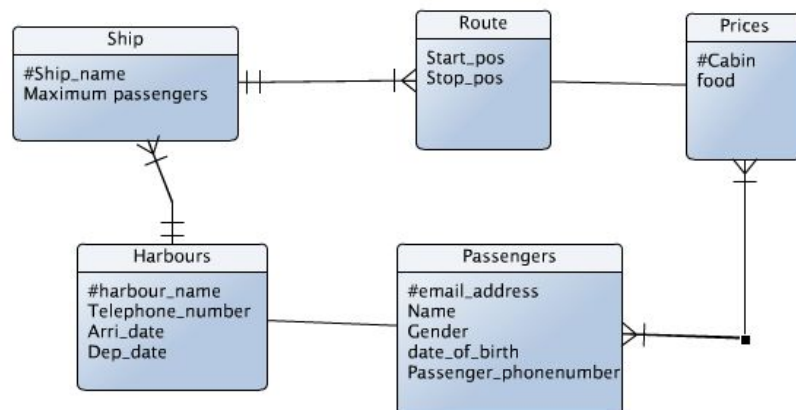 Ship
#Ship_name
Maximum passengers
Route
Start_pos
Stop_pos
Prices
#Cabin
food
Harbours
#harbour_name
Telephone_number
Arri_date
Dep_date
Passengers
#email_address
Name
Gender
date_of_birth
Passenger_phonenumber